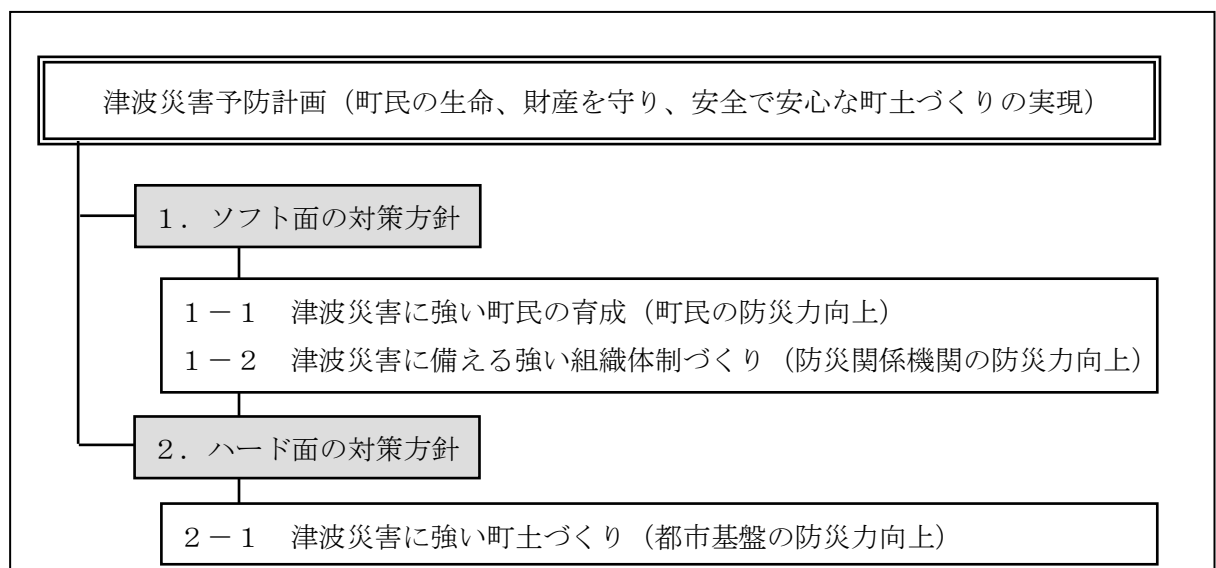 津波災害予防計画（町民の生命、財産を守り、安全で安心な町土づくりの実現）
１．ソフト面の対策方針
１－１　津波災害に強い町民の育成（町民の防災力向上）
１－２　津波災害に備える強い組織体制づくり（防災関係機関の防災力向上）
２．ハード面の対策方針
２－１　津波災害に強い町土づくり（都市基盤の防災力向上）